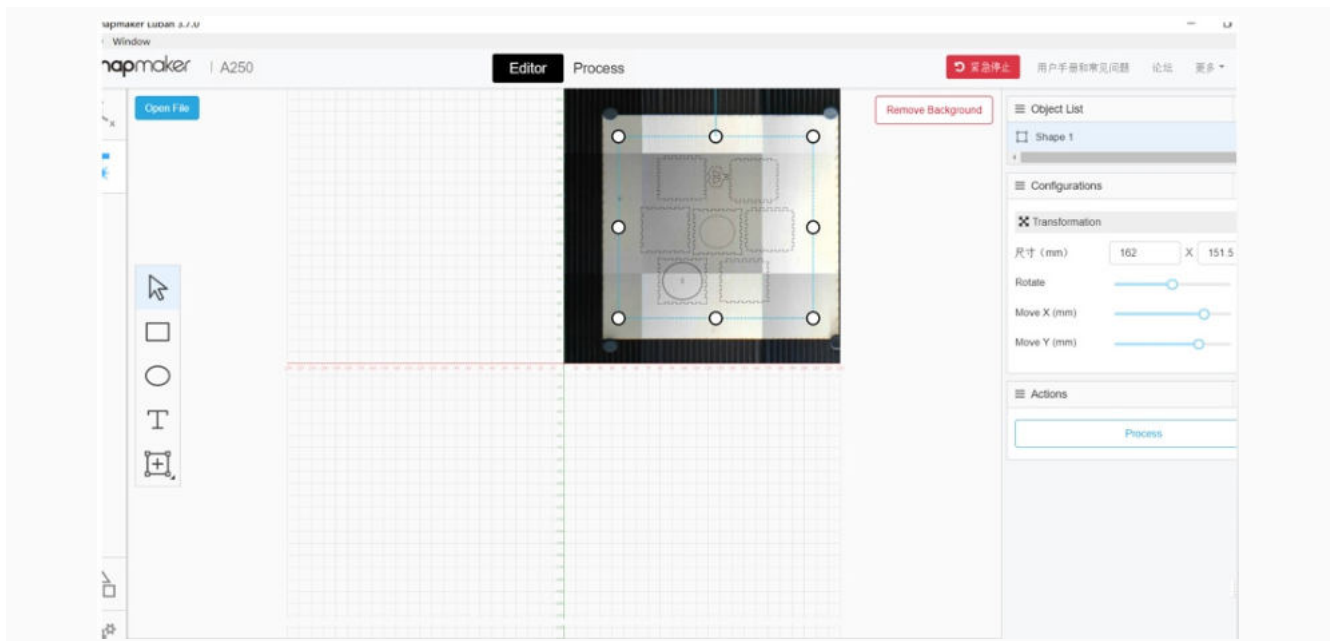 Window
| A250
Editor
Process
紧急停止
用户手册和常见问题
论坛
更多
Open File
Remove Background
Object List
Shape 1
Configurations
Transformation
尺寸 (mm)
162
X
151.5
Rotate
Move X (mm)
Move Y (mm)
Actions
Process